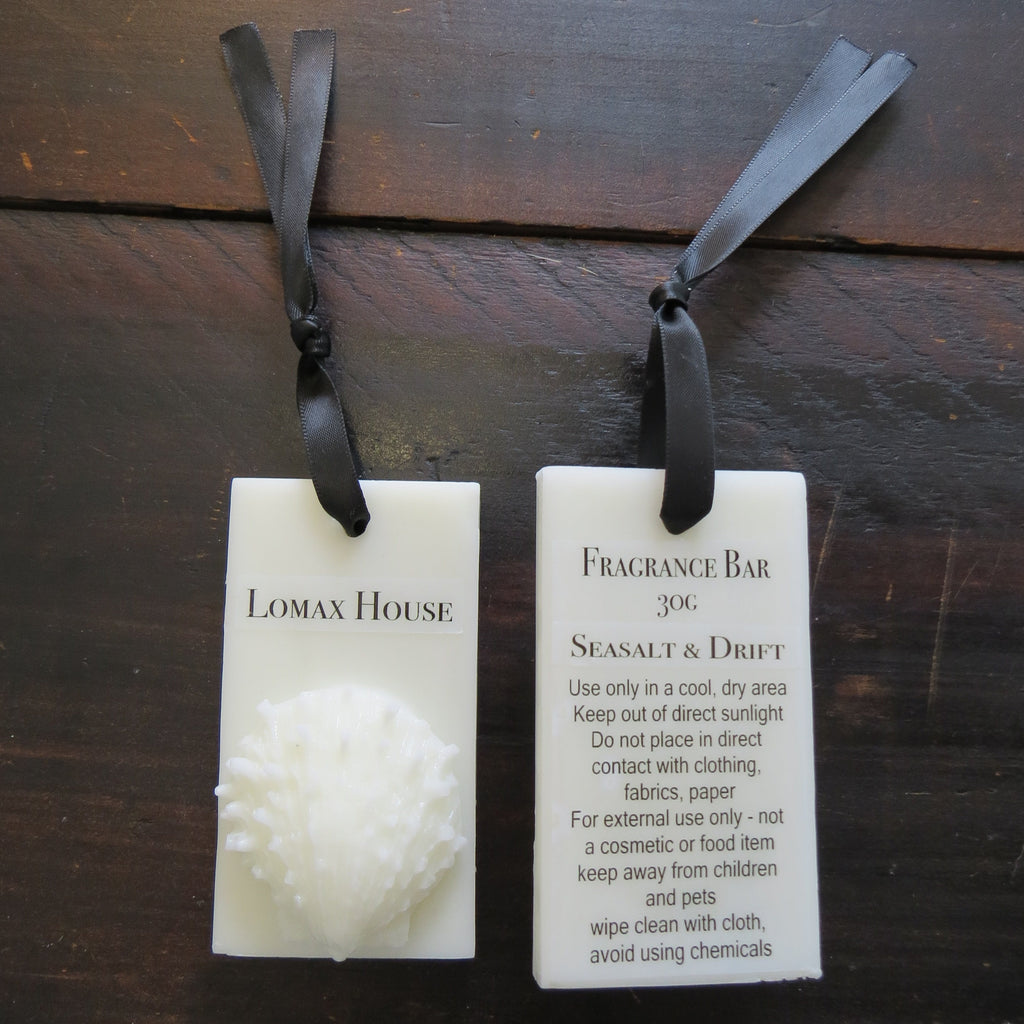 LOMAX HOUSE
FRAGRANCE BAR
30G
SEASALT & DRIFT
Use only in a cool, dry area
Keep out of direct sunlight
Do not place in direct
contact with clothing,
fabrics, paper
For external use only - not
a cosmetic or food item
keep away from children
and pets
wipe clean with cloth,
avoid using chemicals